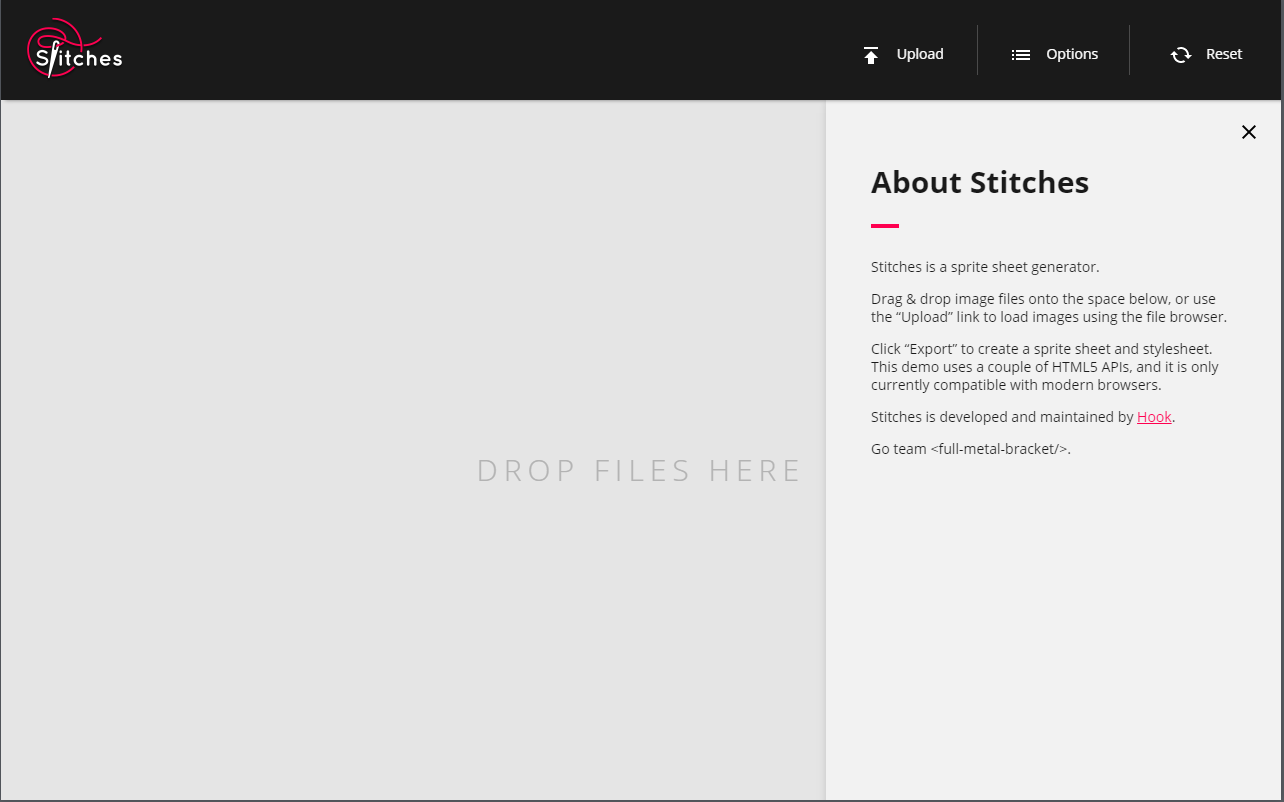 Stitches
Upload
Options
Reset
About Stitches
Stitches is a sprite sheet generator.
Drag & drop image files onto the space below, or use
the “Upload” link to load images using the file browser.
Click “Export” to create a sprite sheet and stylesheet.
This demo uses a couple of HTML5 APIs, and it is only
currently compatible with modern browsers.
Stitches is developed and maintained by Hook.
Go team <full-metal-bracket/>.
DROP FILES HERE